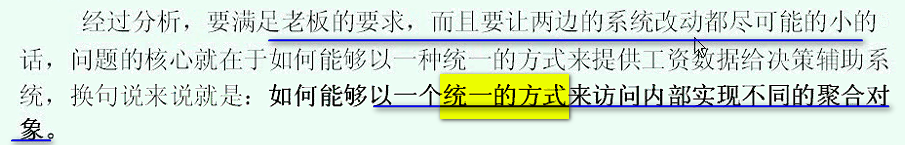 经过分析，要满足老板的要求，而且要让两边的系统改动都尽可能的小的
话，问题的核心就在于如何能够以一种统一的方式来提供工资数据给决策辅助系
统，换句说来说就是：如何能够以一个统一的方式来访问内部实现不同的聚合对
象。